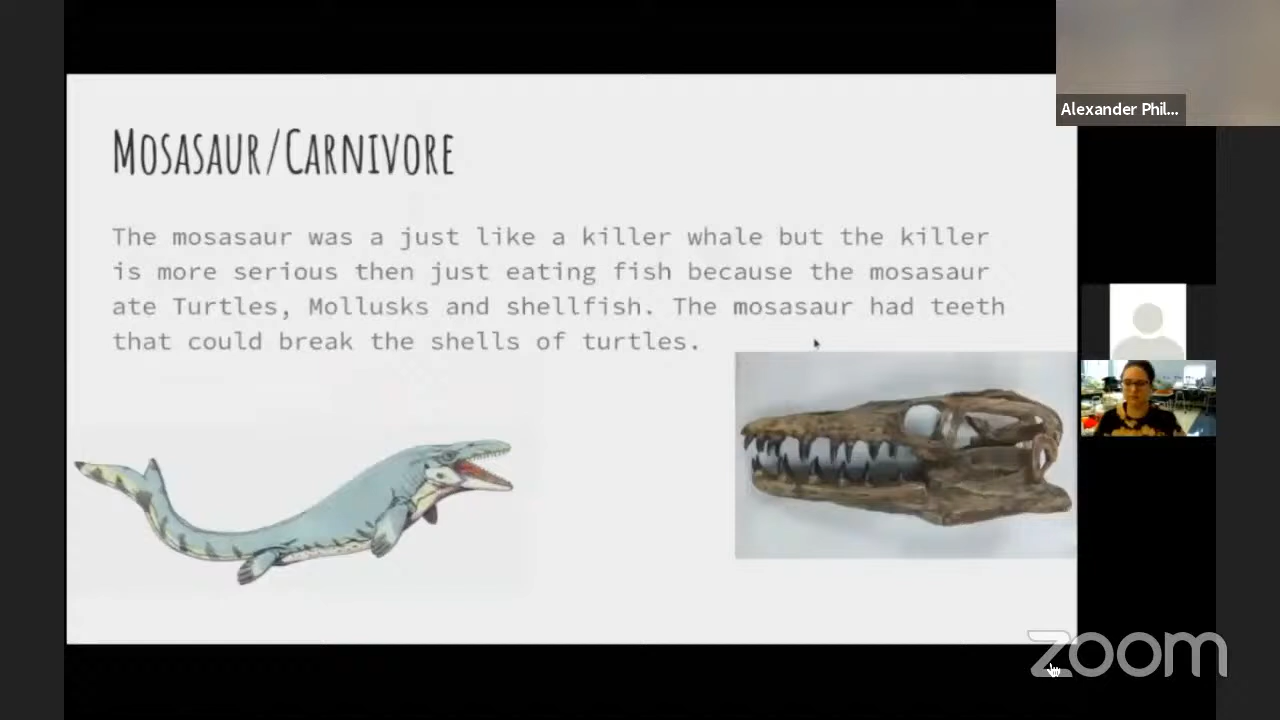 Alexander Phil...
MOSASAUR/CARNIVORE
The mosasaur was a just like a killer whale but the killer
is more serious then just eating fish because the mosasaur
ate Turtles, Mollusks and shellfish. The mosasaur had teeth
that could break the shells of turtles.
zoom